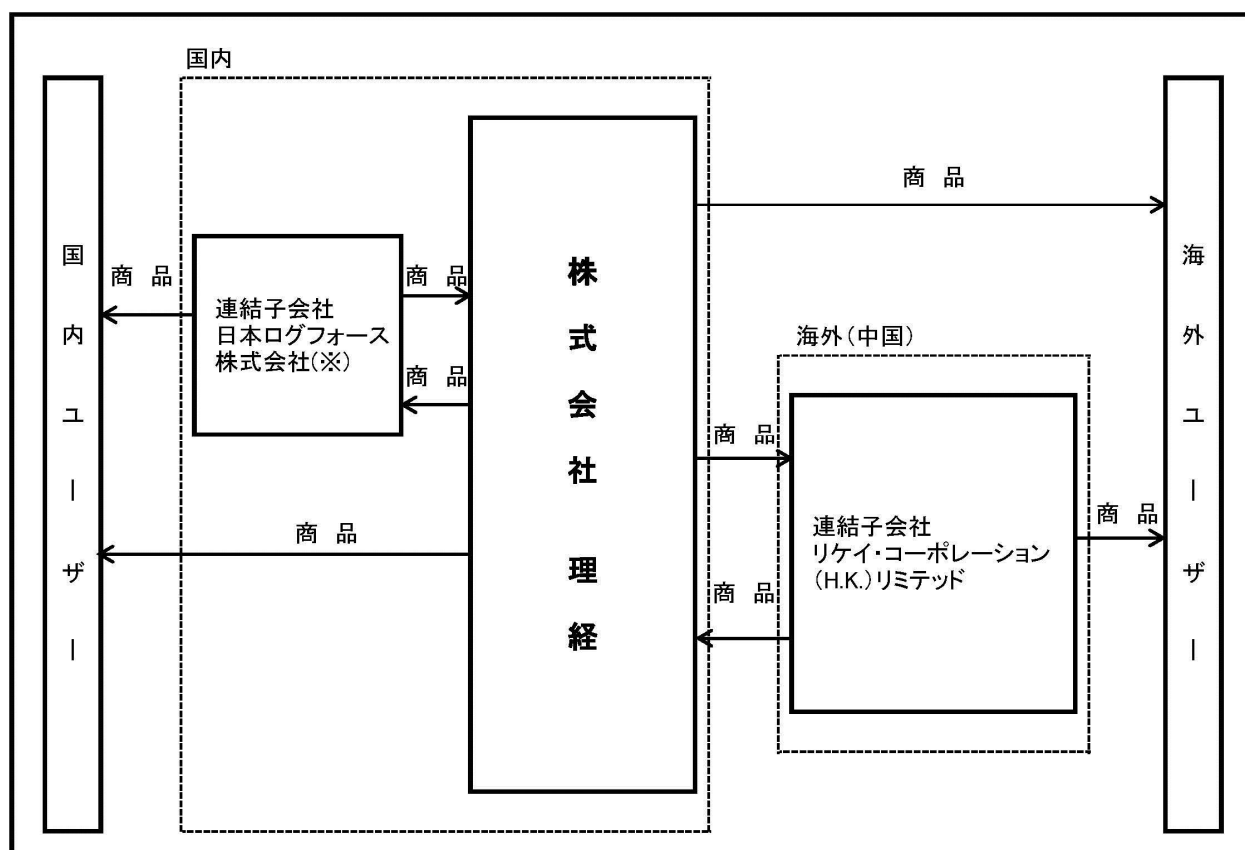 国内
国内ユーザー
商 品
連結子会社
日本ログフォース
株式会社(※)
商 品
商 品
商 品
株式会社 理経
商 品
海外(中国)
商 品
商 品
連結子会社
リケイ・コーポレーション
(H.K.)リミテッド
商 品
海外ユーザー